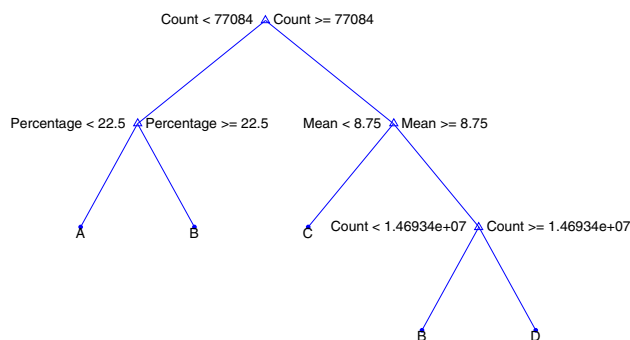 Count < 77084 Count >= 77084
Percentage < 22.5 Percentage >= 22.5 Mean < 8.75 Mean >= 8.75
A B C Count < 1.46934e+07 Count >= 1.46934e+07
B D